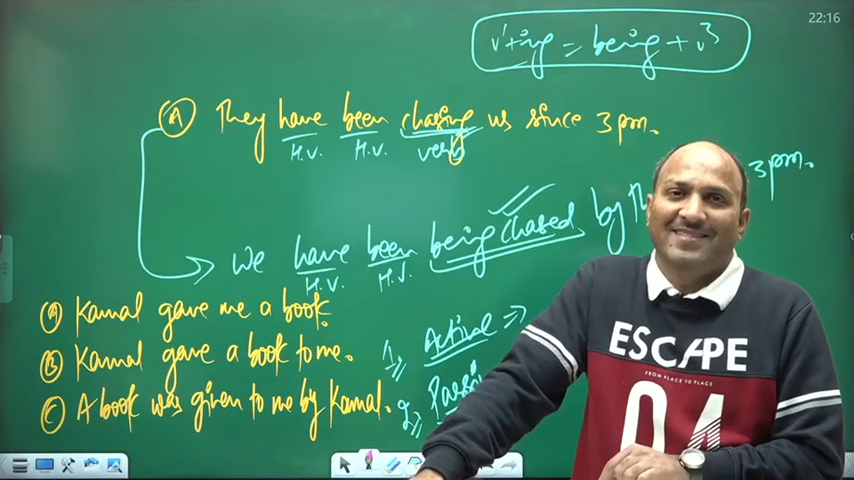 22:16
v¹+ing = being + v³
(A) They have been chasing us since 3 pm.
H.V. H.V. verb
We have been being chased by 3 pm.
H.V. H.V.
(A) Kamal gave me a book.
(B) Kamal gave a book to me.
(C) A book was given to me by Kamal.
1 Active ⇒
2
ESCAPE
FROM PLACE TO PLACE
04